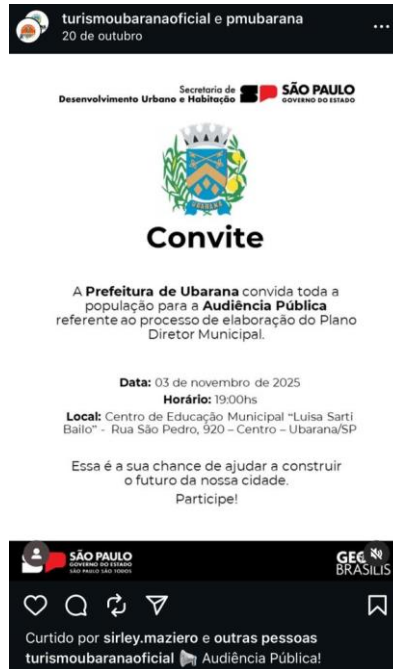 turismoubaranaoficial e pmubarana
20 de outubro
Secretaria de
Desenvolvimento Urbano e Habitação
SÃO PAULO
GOVERNO DO ESTADO
UBARANA
Convite
A Prefeitura de Ubarana convida toda a
população para a Audiência Pública
referente ao processo de elaboração do Plano
Diretor Municipal.
Data: 03 de novembro de 2025
Horário: 19:00hs
Local: Centro de Educação Municipal “Luisa Sarti
Bailo” - Rua São Pedro, 920 – Centro – Ubarana/SP
Essa é a sua chance de ajudar a construir
o futuro da nossa cidade.
Participe!
SÃO PAULO
GOVERNO DO ESTADO
SÃO PAULO SÃO TODOS
BRASILIS
Curtido por sirley.maziero e outras pessoas
turismoubaranaoficial Audiência Pública!